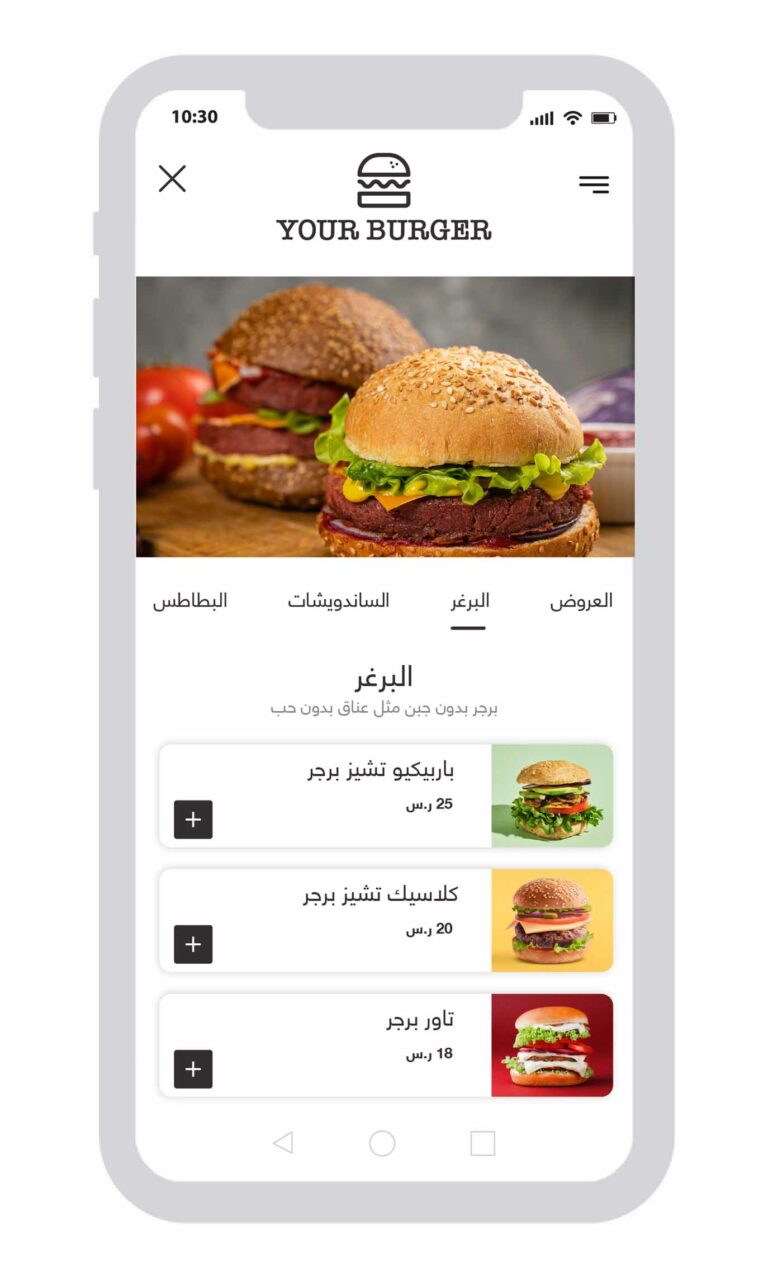 10:30
YOUR BURGER
العروض
البرغر
الساندويشات
البطاطس
البرغر
برجر بدون جبن مثل عناق بدون حب
باربيكيو تشيز برجر
25 ر.س
كلاسيك تشيز برجر
20 ر.س
تاور برجر
18 ر.س